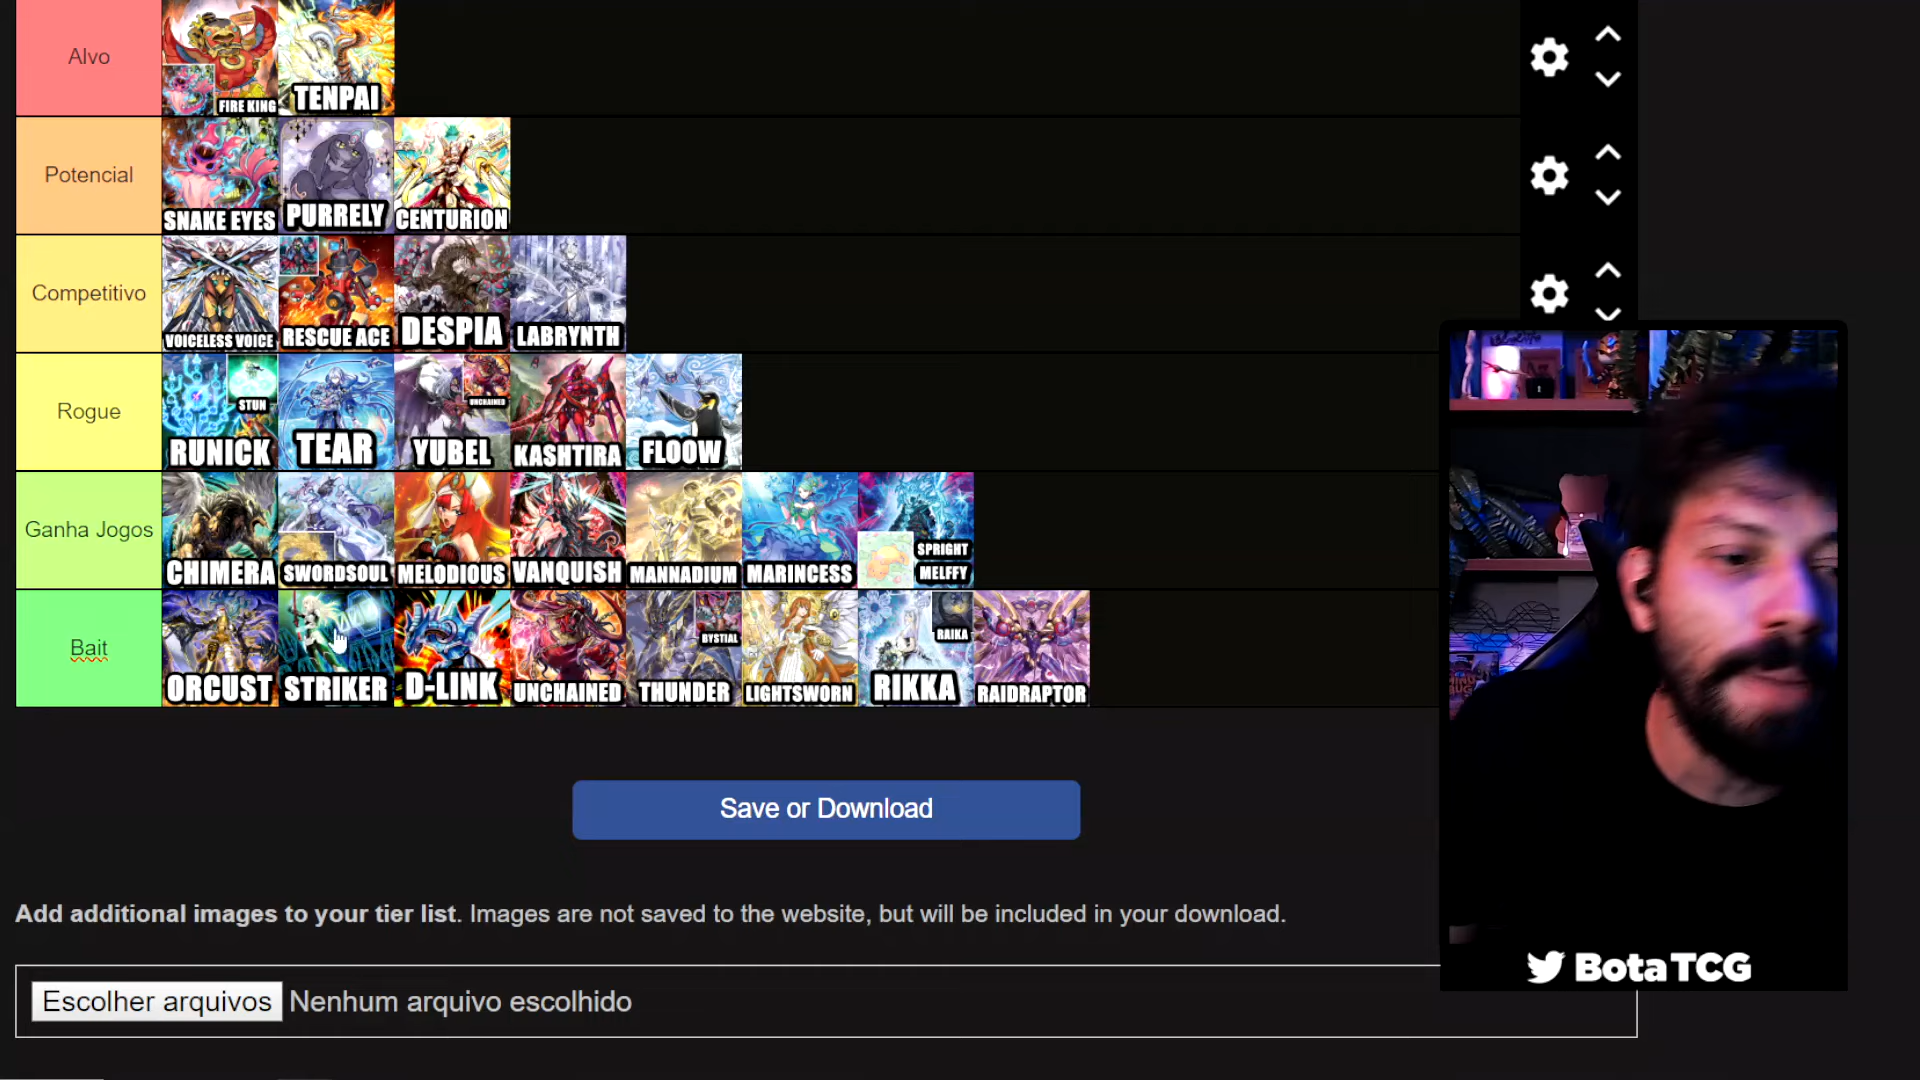 Alvo
FIRE KING
TENPAI
Potencial
SNAKE EYES
PURRELY
CENTURION
Competitivo
VOICELESS VOICE
RESCUE ACE
DESPIA
LABRYNTH
Rogue
STUN
RUNICK
TEAR
UNCHAINED
YUBEL
KASHTIRA
FLOOW
Ganha Jogos
CHIMERA
SWORDSOUL
MELODIOUS
VANQUISH
MANNADIUM
MARINCESS
SPRIGHT
MELFFY
Bait
ORCUST
STRIKER
D-LINK
UNCHAINED
BYSTIAL
THUNDER
LIGHTSWORN
RAIKA
RIKKA
RAIDRAPTOR
Save or Download
Add additional images to your tier list. Images are not saved to the website, but will be included in your download.
Escolher arquivos Nenhum arquivo escolhido
BotaTCG